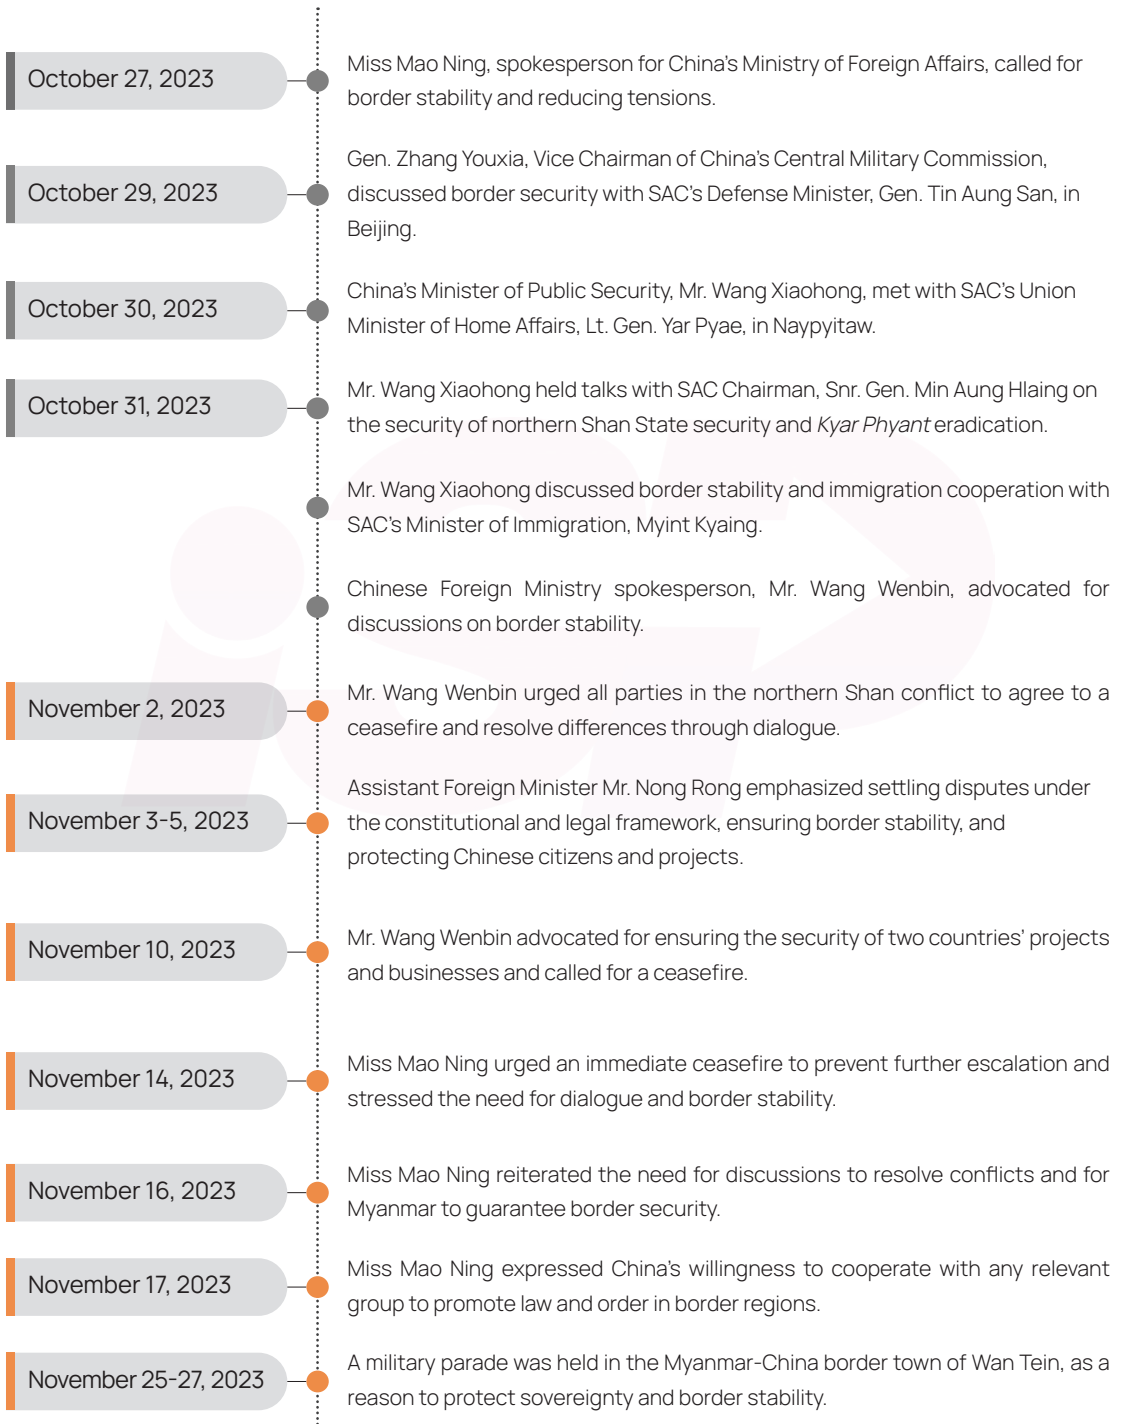 October 27, 2023
Miss Mao Ning, spokesperson for China's Ministry of Foreign Affairs, called for
border stability and reducing tensions.
October 29, 2023
Gen. Zhang Youxia, Vice Chairman of China's Central Military Commission,
discussed border security with SAC's Defense Minister, Gen. Tin Aung San, in
Beijing.
October 30, 2023
China's Minister of Public Security, Mr. Wang Xiaohong, met with SAC's Union
Minister of Home Affairs, Lt. Gen. Yar Pyae, in Naypyitaw.
October 31, 2023
Mr. Wang Xiaohong held talks with SAC Chairman, Snr. Gen. Min Aung Hlaing on
the security of northern Shan State security and Kyar Phyant eradication.
Mr. Wang Xiaohong discussed border stability and immigration cooperation with
SAC's Minister of Immigration, Myint Kyaing.
Chinese Foreign Ministry spokesperson, Mr. Wang Wenbin, advocated for
discussions on border stability.
November 2, 2023
Mr. Wang Wenbin urged all parties in the northern Shan conflict to agree to a
ceasefire and resolve differences through dialogue.
November 3-5, 2023
Assistant Foreign Minister Mr. Nong Rong emphasized settling disputes under
the constitutional and legal framework, ensuring border stability, and
protecting Chinese citizens and projects.
November 10, 2023
Mr. Wang Wenbin advocated for ensuring the security of two countries' projects
and businesses and called for a ceasefire.
November 14, 2023
Miss Mao Ning urged an immediate ceasefire to prevent further escalation and
stressed the need for dialogue and border stability.
November 16, 2023
Miss Mao Ning reiterated the need for discussions to resolve conflicts and for
Myanmar to guarantee border security.
November 17, 2023
Miss Mao Ning expressed China's willingness to cooperate with any relevant
group to promote law and order in border regions.
November 25-27, 2023
A military parade was held in the Myanmar-China border town of Wan Tein, as a
reason to protect sovereignty and border stability.
iSP